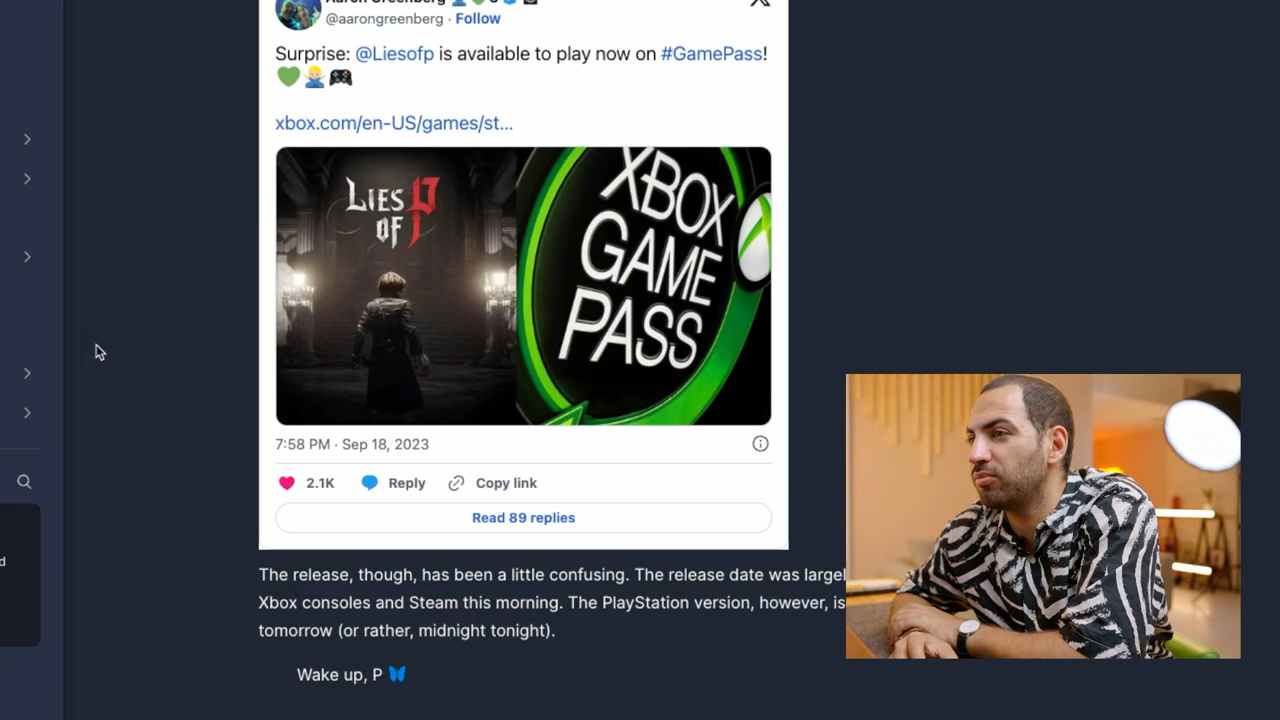 Aaron Greenberg
@aarongreenberg · Follow
Surprise: @Liesofp is available to play now on #GamePass!
💚🙅🏼‍♂️🎮
xbox.com/en-US/games/st...
LIES OF P
XBOX
GAME
PASS
7:58 PM · Sep 18, 2023
2.1K Reply Copy link
Read 89 replies
The release, though, has been a little confusing. The release date was largel
Xbox consoles and Steam this morning. The PlayStation version, however, is
tomorrow (or rather, midnight tonight).
Wake up, P 🦋
d